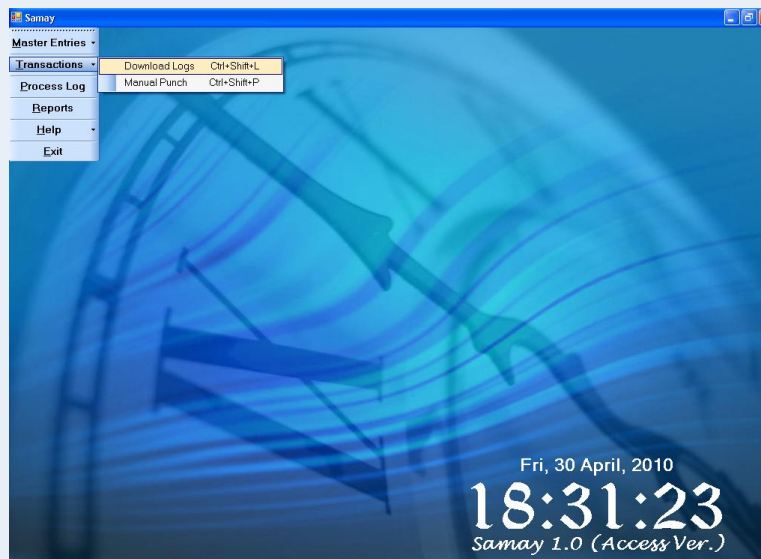 Samay
Master Entries
Transactions
Download Logs Ctrl+Shift+L
Manual Punch Ctrl+Shift+P
Process Log
Reports
Help
Exit
Fri, 30 April, 2010
18:31:23
Samay 1.0 (Access Ver.)